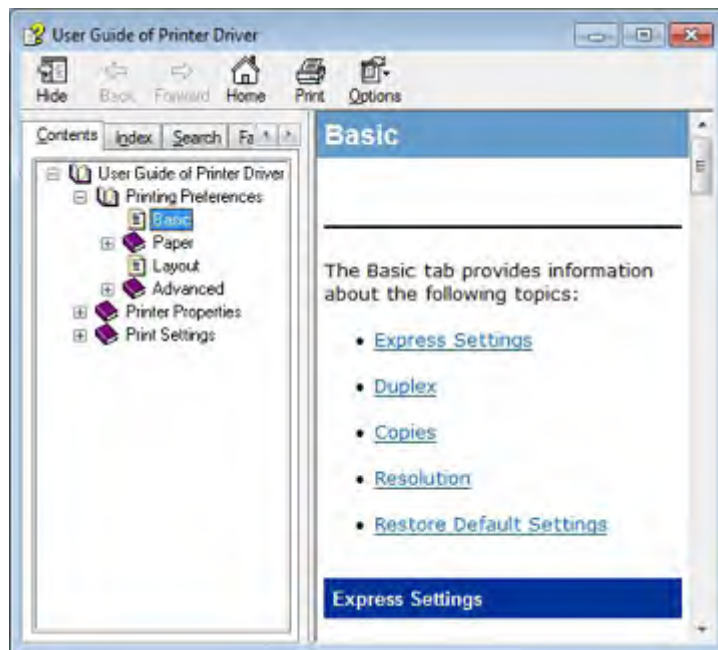 User Guide of Printer Driver
Hide Back Forward Home Print Options
Contents Index Search Fa
User Guide of Printer Driver
Printing Preferences
Basic
Paper
Layout
Advanced
Printer Properties
Print Settings
Basic
The Basic tab provides information
about the following topics:
• Express Settings
• Duplex
• Copies
• Resolution
• Restore Default Settings
Express Settings